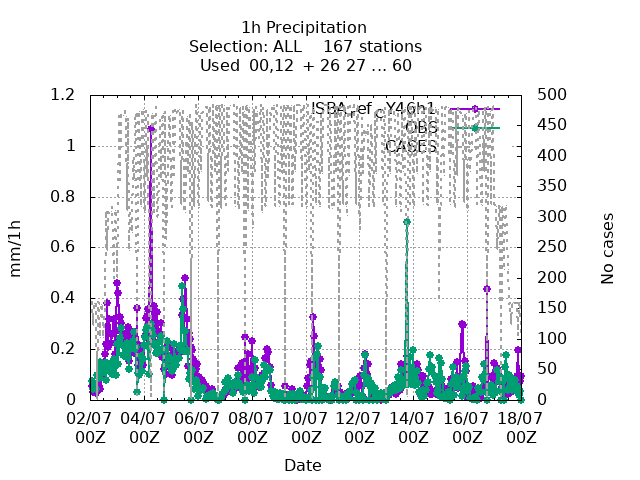 1h Precipitation
Selection: ALL    167 stations
Used  00,12  + 26 27 ... 60
1.2
1
0.8
0.6
0.4
0.2
0
mm/1h
500
450
400
350
300
250
200
150
100
50
0
No cases
OBS
CASES
02/07 04/07 06/07 08/07 10/07 12/07 14/07 16/07 18/07
00Z 00Z 00Z 00Z 00Z 00Z 00Z 00Z 00Z
Date